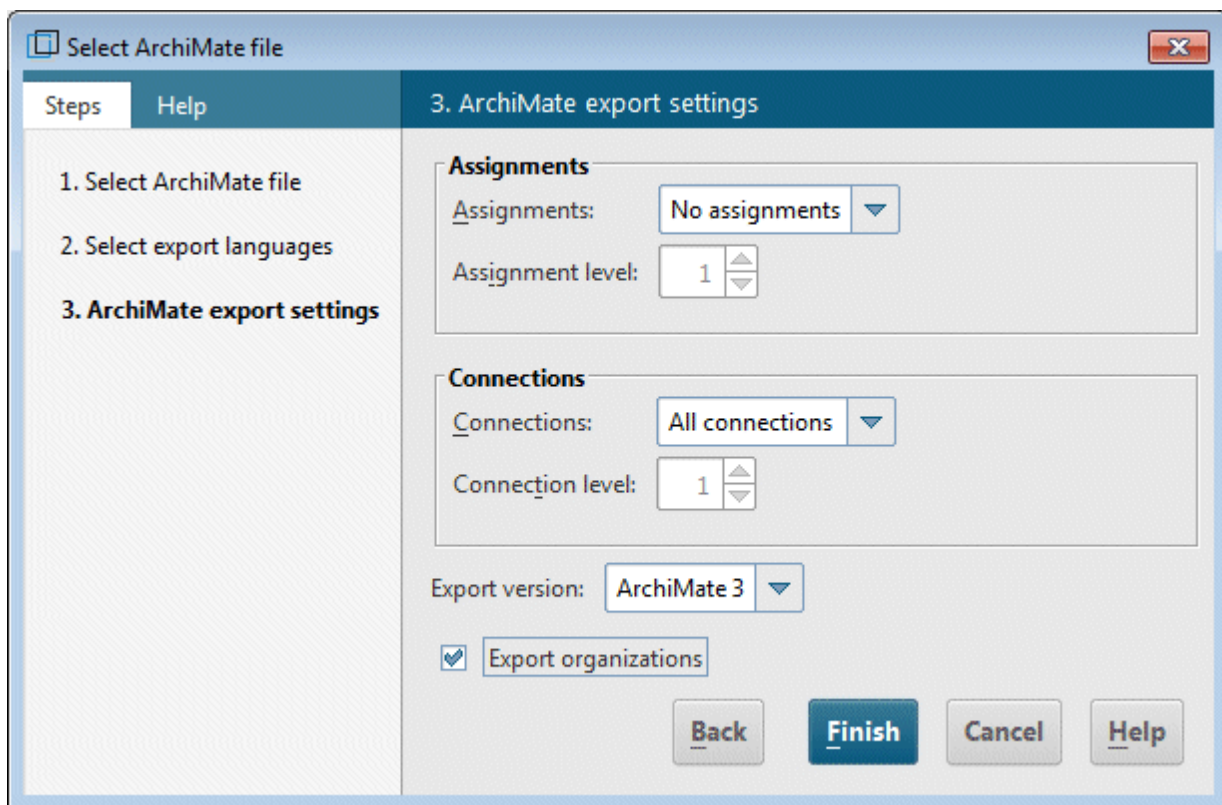 Select ArchiMate file
Steps
Help
3. ArchiMate export settings
1. Select ArchiMate file
2. Select export languages
3. ArchiMate export settings
Assignments
Assignments: No assignments
Assignment level: 1
Connections
Connections: All connections
Connection level: 1
Export version: ArchiMate 3
Export organizations
Back Finish Cancel Help